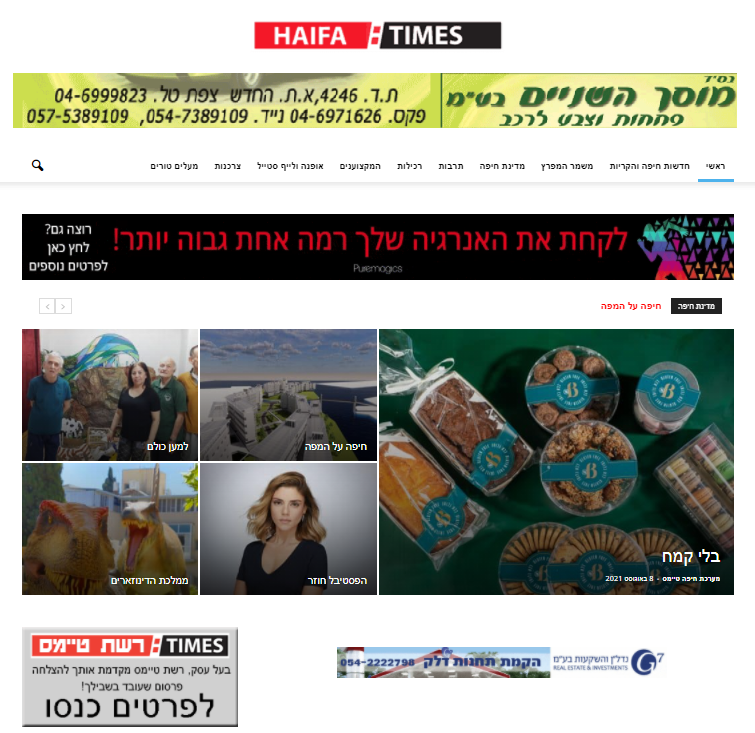 HAIFA TIMES
בס"ד
מוסך השניים בע"מ
פחחות וצבע לרכב
ת.ד. 4246, א.ת. החדש צפת טל. 04-6999823
פקס. 04-6971626 נייד. 054-7389109, 057-5389109
ראשי חדשות חיפה והקריות משמר המפרץ מדינת חיפה תרבות רכילות המקצוענים אופנה ולייף סטייל צרכנות מעלים טורים
לקחת את האנרגיה שלך רמה אחת גבוה יותר!
Puremagics
רוצה גם?
לחץ כאן
לפרטים נוספים
מדינת חיפה חיפה על המפה
בלי קמח
מערכת חיפה טיימס - 8 באוגוסט 2021
חיפה על המפה
למען כולם
הפסטיבל חוזר
ממלכת הדינוזארים
G7
נדל"ן והשקעות בע"מ
REAL ESTATE & INVESTMENTS
הקמת תחנות דלק 054-2222798
רשת טיימס TIMES
בעל עסק, רשת טיימס מקדמת אותך להצלחה
פרסום שעובד בשבילך!
לפרטים כנסו